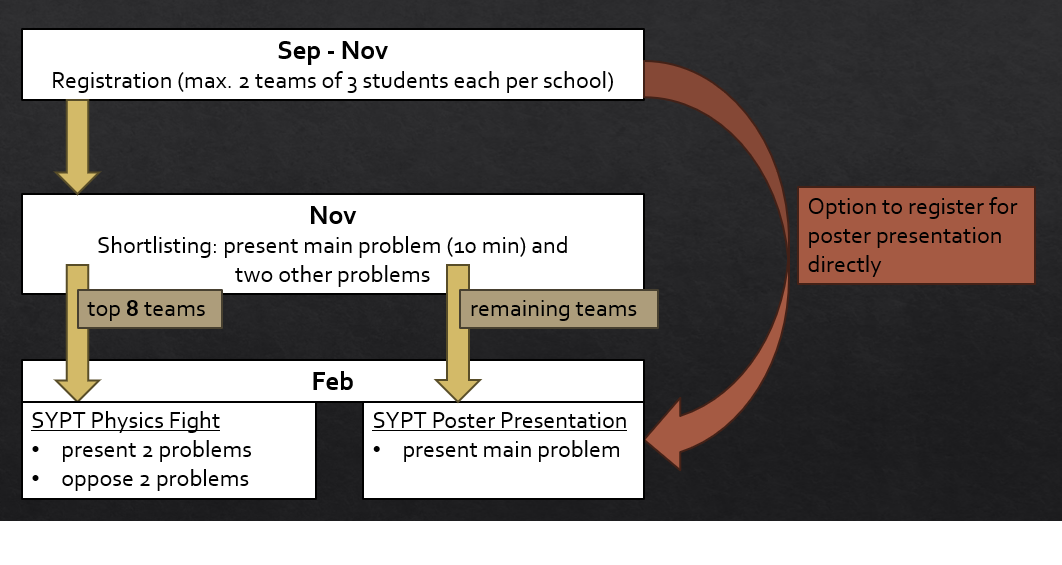 Sep - Nov
Registration (max. 2 teams of 3 students each per school)
Option to register for
poster presentation
directly
Nov
Shortlisting: present main problem (10 min) and
two other problems
top 8 teams
remaining teams
Feb
SYPT Physics Fight
• present 2 problems
• oppose 2 problems
SYPT Poster Presentation
• present main problem